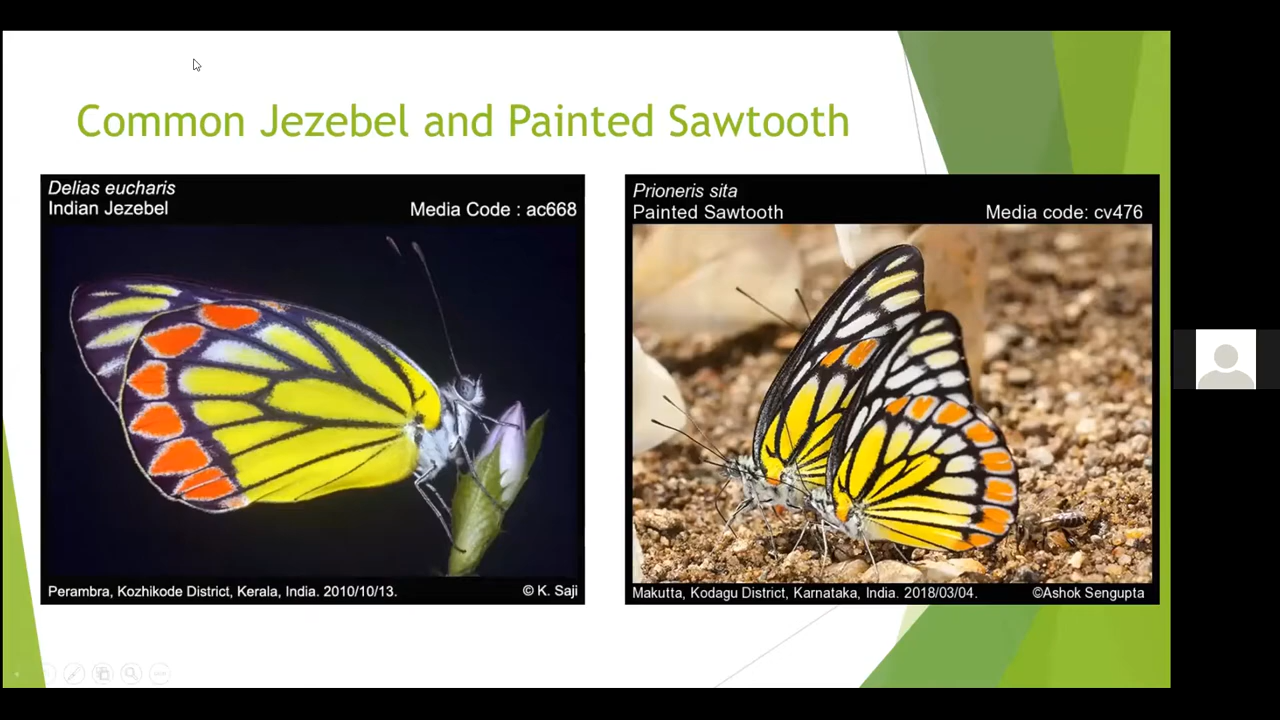 Common Jezebel and Painted Sawtooth
Delias eucharis
Indian Jezebel
Media Code : ac668
Perambra, Kozhikode District, Kerala, India. 2010/10/13.
© K. Saji
Prioneris sita
Painted Sawtooth
Media code: cv476
Makutta, Kodagu District, Karnataka, India. 2018/03/04.
©Ashok Sengupta